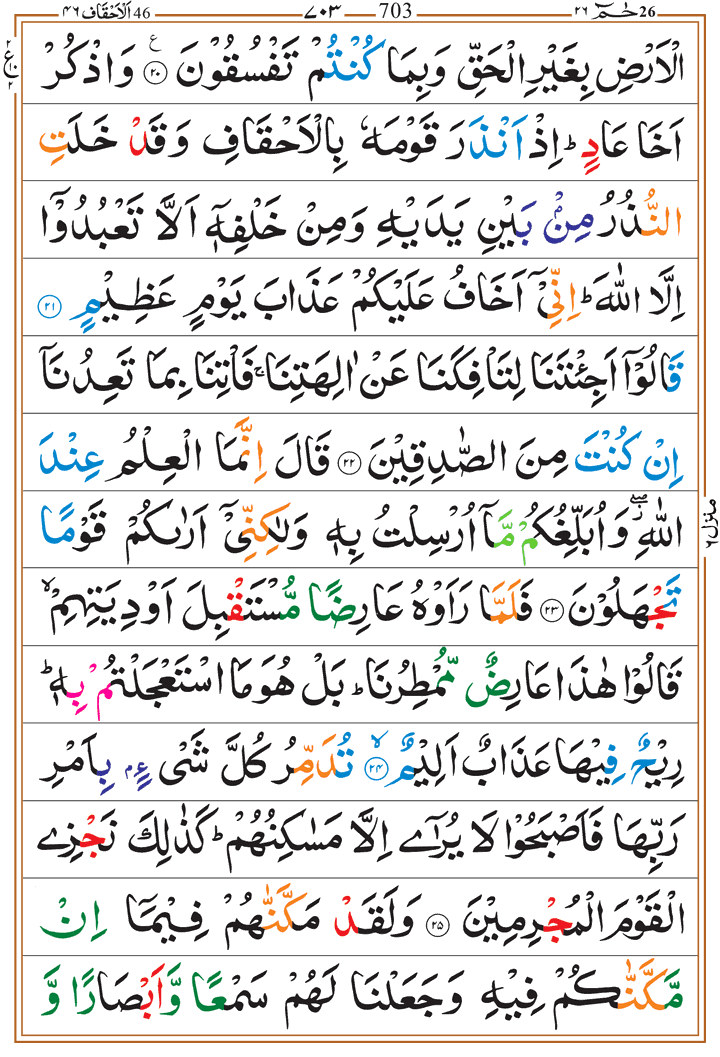 اَلْاَحْقَاف ٤٦ 46 ٧٠٣ 703 حٰمٓ ٢٦ 26
الْاَرْضِ بِغَيْرِ الْحَقِّ وَبِمَا كُنْتُمْ تَفْسُقُوْنَ ٢٠ ع وَاذْكُرْ
اَخَا عَادٍ ؕ اِذْ اَنْذَرَ قَوْمَهٗ بِالْاَحْقَافِ وَقَدْ خَلَتِ
النُّذُرُ مِنْۢ بَيْنِ يَدَيْهِ وَمِنْ خَلْفِهٖۤ اَلَّا تَعْبُدُوْۤا
اِلَّا اللّٰهَ ؕ اِنِّیْۤ اَخَافُ عَلَيْكُمْ عَذَابَ يَوْمٍ عَظِيْمٍ ٢١
قَالُوْۤا اَجِئْتَنَا لِتَاْفِكَنَا عَنْ اٰلِهَتِنَا ۚ فَاْتِنَا بِمَا تَعِدُنَاۤ
اِنْ كُنْتَ مِنَ الصّٰدِقِيْنَ ٢٢ قَالَ اِنَّمَا الْعِلْمُ عِنْدَ
اللّٰهِ ۖؗ وَاُبَلِّغُكُمْ مَّاۤ اُرْسِلْتُ بِهٖ وَلٰكِنِّیْۤ اَرٰىكُمْ قَوْمًا
تَجْهَلُوْنَ ٢٣ فَلَمَّا رَاَوْهُ عَارِضًا مُّسْتَقْبِلَ اَوْدِيَتِهِمْ ۙ
قَالُوْا هٰذَا عَارِضٌ مُّمْطِرُنَا ؕ بَلْ هُوَ مَا اسْتَعْجَلْتُمْ بِهٖ ؕ
رِيْحٌ فِيْهَا عَذَابٌ اَلِيْمٌ ۙ ٢٤ تُدَمِّرُ كُلَّ شَیْءٍۭ بِاَمْرِ
رَبِّهَا فَاَصْبَحُوْا لَا يُرٰۤی اِلَّا مَسٰكِنُهُمْ ؕ كَذٰلِكَ نَجْزِی
الْقَوْمَ الْمُجْرِمِيْنَ ٢٥ وَلَقَدْ مَكَّنّٰهُمْ فِيْمَاۤ اِنْ
مَّكَّنّٰكُمْ فِيْهِ وَجَعَلْنَا لَهُمْ سَمْعًا وَّاَبْصَارًا وَّ
منزل ٦